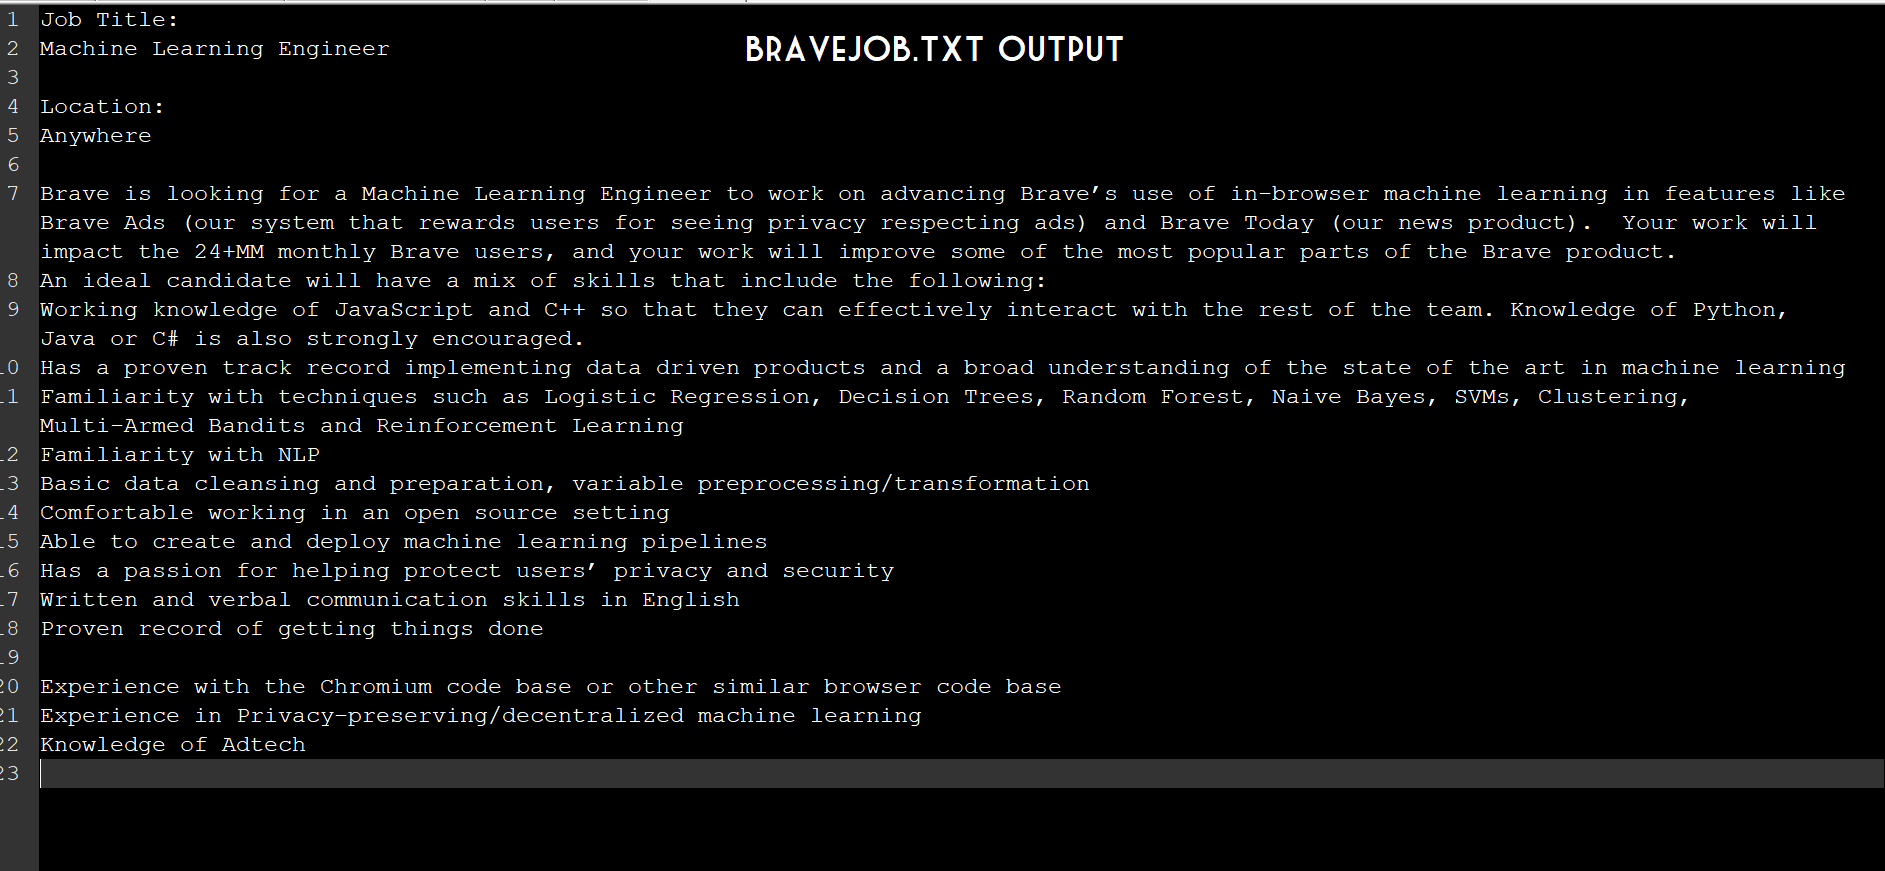 1 Job Title:
2 Machine Learning Engineer
BRAVEJOB.TXT OUTPUT
3
4 Location:
5 Anywhere
6
7 Brave is looking for a Machine Learning Engineer to work on advancing Brave’s use of in-browser machine learning in features like
Brave Ads (our system that rewards users for seeing privacy respecting ads) and Brave Today (our news product).  Your work will
impact the 24+MM monthly Brave users, and your work will improve some of the most popular parts of the Brave product.
8 An ideal candidate will have a mix of skills that include the following:
9 Working knowledge of JavaScript and C++ so that they can effectively interact with the rest of the team. Knowledge of Python,
Java or C# is also strongly encouraged.
10 Has a proven track record implementing data driven products and a broad understanding of the state of the art in machine learning
11 Familiarity with techniques such as Logistic Regression, Decision Trees, Random Forest, Naive Bayes, SVMs, Clustering,
Multi-Armed Bandits and Reinforcement Learning
12 Familiarity with NLP
13 Basic data cleansing and preparation, variable preprocessing/transformation
14 Comfortable working in an open source setting
15 Able to create and deploy machine learning pipelines
16 Has a passion for helping protect users’ privacy and security
17 Written and verbal communication skills in English
18 Proven record of getting things done
19
20 Experience with the Chromium code base or other similar browser code base
21 Experience in Privacy-preserving/decentralized machine learning
22 Knowledge of Adtech
23